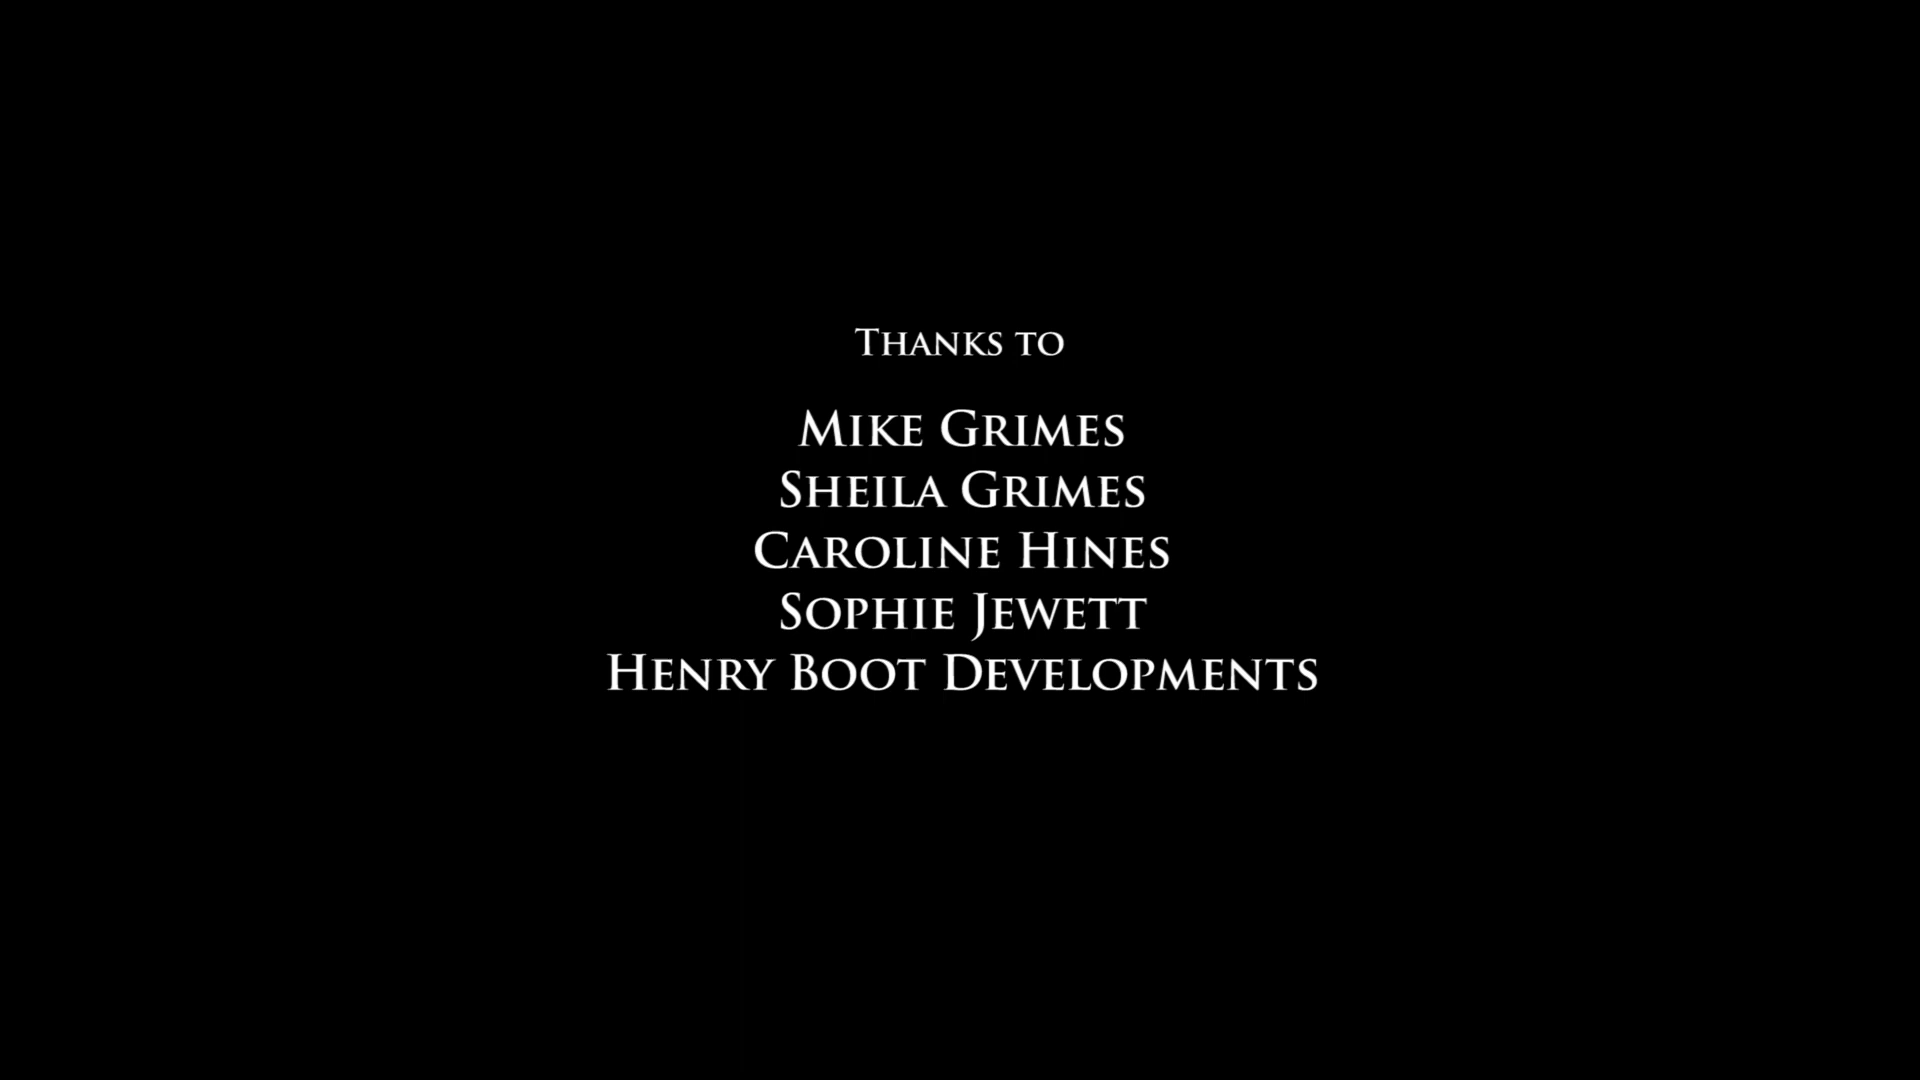 Thanks to
Mike Grimes
Sheila Grimes
Caroline Hines
Sophie Jewett
Henry Boot Developments